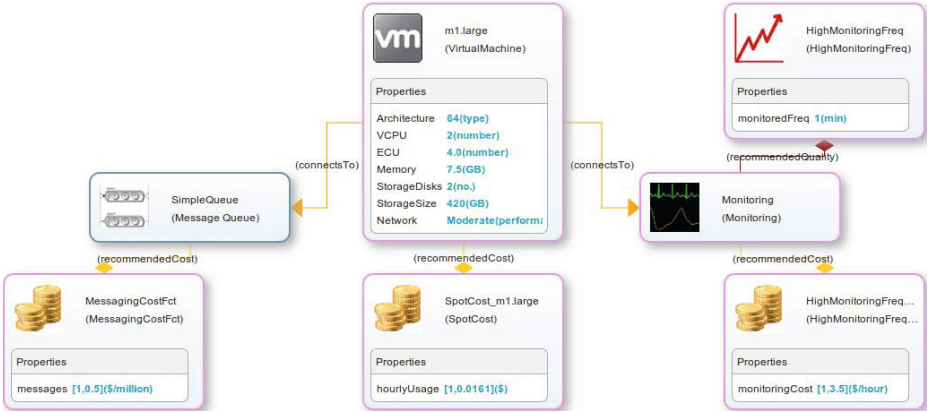 vm
m1.large
(VirtualMachine)
Properties
Architecture 64(type)
VCPU 2(number)
ECU 4.0(number)
Memory 7.5(GB)
StorageDisks 2(no.)
StorageSize 420(GB)
Network Moderate(performa
HighMonitoringFreq
(HighMonitoringFreq)
Properties
monitoredFreq 1(min)
(connectsTo)
(connectsTo)
(recommendedQuality)
SimpleQueue
(Message Queue)
Monitoring
(Monitoring)
(recommendedCost)
(recommendedCost)
(recommendedCost)
MessagingCostFct
(MessagingCostFct)
Properties
messages [1,0.5]($/million)
SpotCost_m1.large
(SpotCost)
Properties
hourlyUsage [1,0.0161]($)
HighMonitoringFreq...
(HighMonitoringFreq...
Properties
monitoringCost [1,3.5]($/hour)